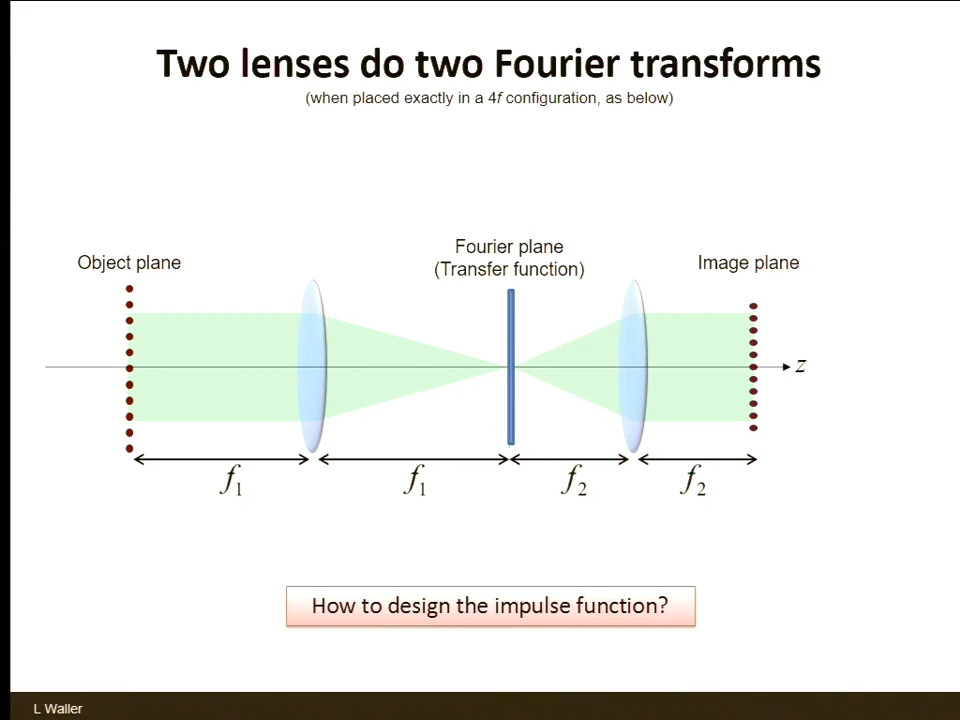 Two lenses do two Fourier transforms
(when placed exactly in a 4f configuration, as below)
Object plane
Fourier plane
(Transfer function)
Image plane
z
f₁
f₁
f₂
f₂
How to design the impulse function?
L Waller